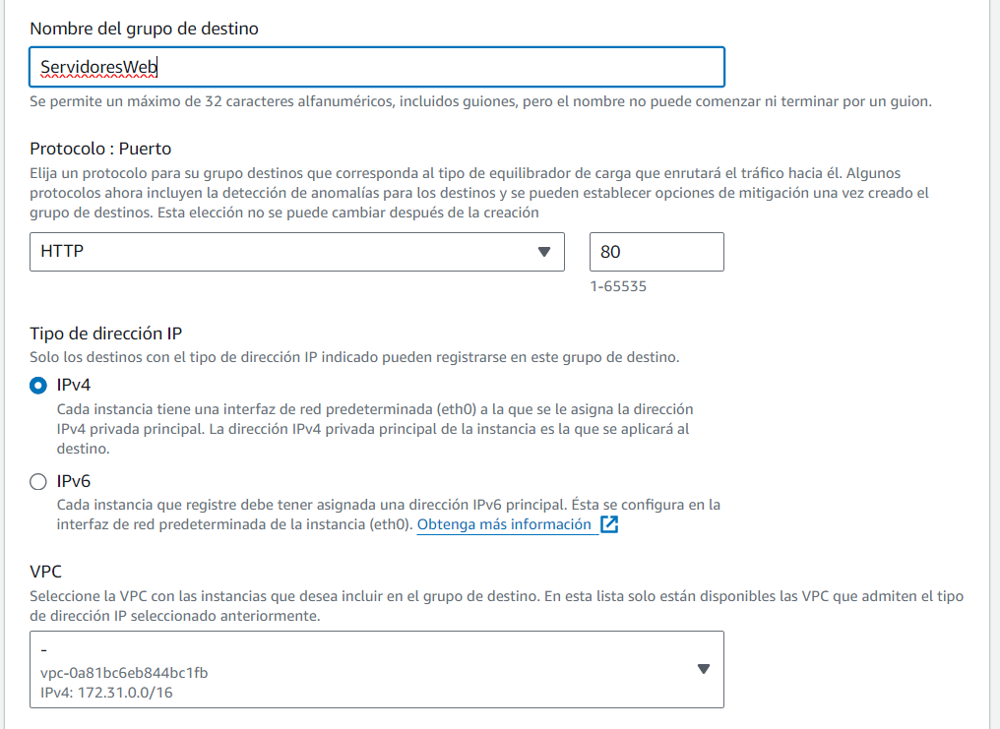 Nombre del grupo de destino
ServidoresWeb
Se permite un máximo de 32 caracteres alfanuméricos, incluidos guiones, pero el nombre no puede comenzar ni terminar por un guion.
Protocolo : Puerto
Elija un protocolo para su grupo destinos que corresponda al tipo de equilibrador de carga que enrutará el tráfico hacia él. Algunos
protocolos ahora incluyen la detección de anomalías para los destinos y se pueden establecer opciones de mitigación una vez creado el
grupo de destinos. Esta elección no se puede cambiar después de la creación
HTTP
80
1-65535
Tipo de dirección IP
Solo los destinos con el tipo de dirección IP indicado pueden registrarse en este grupo de destino.
IPv4
Cada instancia tiene una interfaz de red predeterminada (eth0) a la que se le asigna la dirección
IPv4 privada principal. La dirección IPv4 privada principal de la instancia es la que se aplicará al
destino.
IPv6
Cada instancia que registre debe tener asignada una dirección IPv6 principal. Ésta se configura en la
interfaz de red predeterminada de la instancia (eth0). Obtenga más información
VPC
Seleccione la VPC con las instancias que desea incluir en el grupo de destino. En esta lista solo están disponibles las VPC que admiten el tipo
de dirección IP seleccionado anteriormente.
-
vpc-0a81bc6eb844bc1fb
IPv4: 172.31.0.0/16